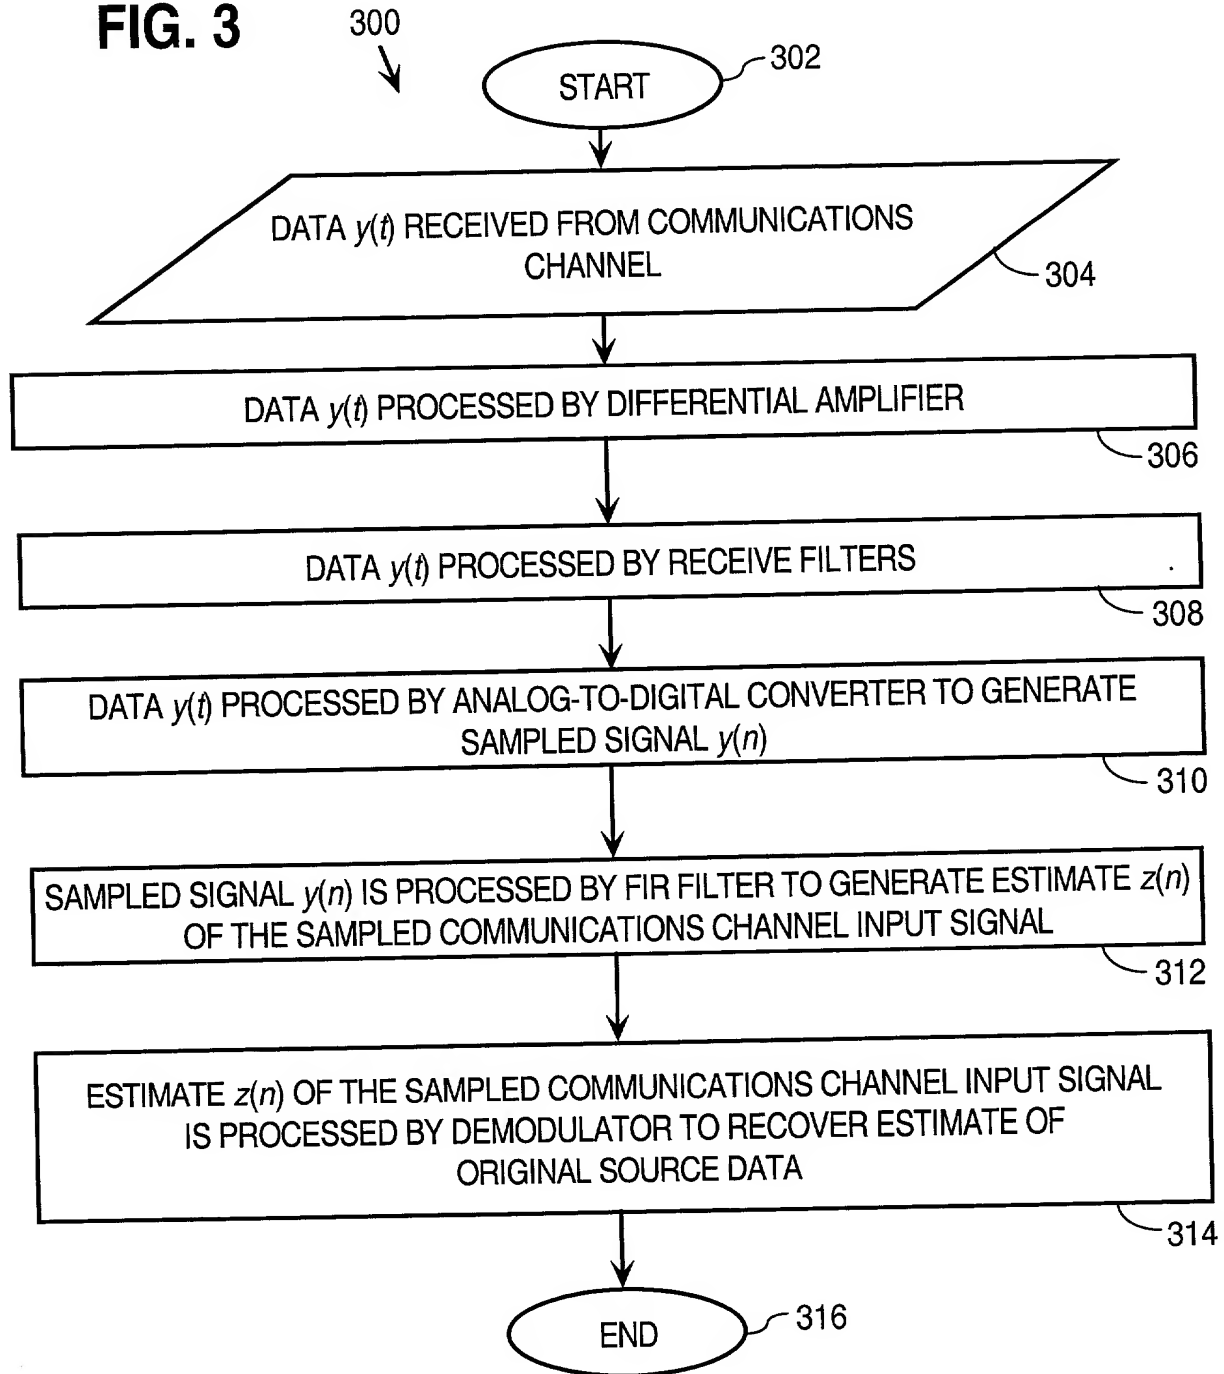 FIG. 3
300
START
302
DATA y(t) RECEIVED FROM COMMUNICATIONS
CHANNEL
304
DATA y(t) PROCESSED BY DIFFERENTIAL AMPLIFIER
306
DATA y(t) PROCESSED BY RECEIVE FILTERS
308
DATA y(t) PROCESSED BY ANALOG-TO-DIGITAL CONVERTER TO GENERATE
SAMPLED SIGNAL y(n)
310
SAMPLED SIGNAL y(n) IS PROCESSED BY FIR FILTER TO GENERATE ESTIMATE z(n)
OF THE SAMPLED COMMUNICATIONS CHANNEL INPUT SIGNAL
312
ESTIMATE z(n) OF THE SAMPLED COMMUNICATIONS CHANNEL INPUT SIGNAL
IS PROCESSED BY DEMODULATOR TO RECOVER ESTIMATE OF
ORIGINAL SOURCE DATA
314
END
316